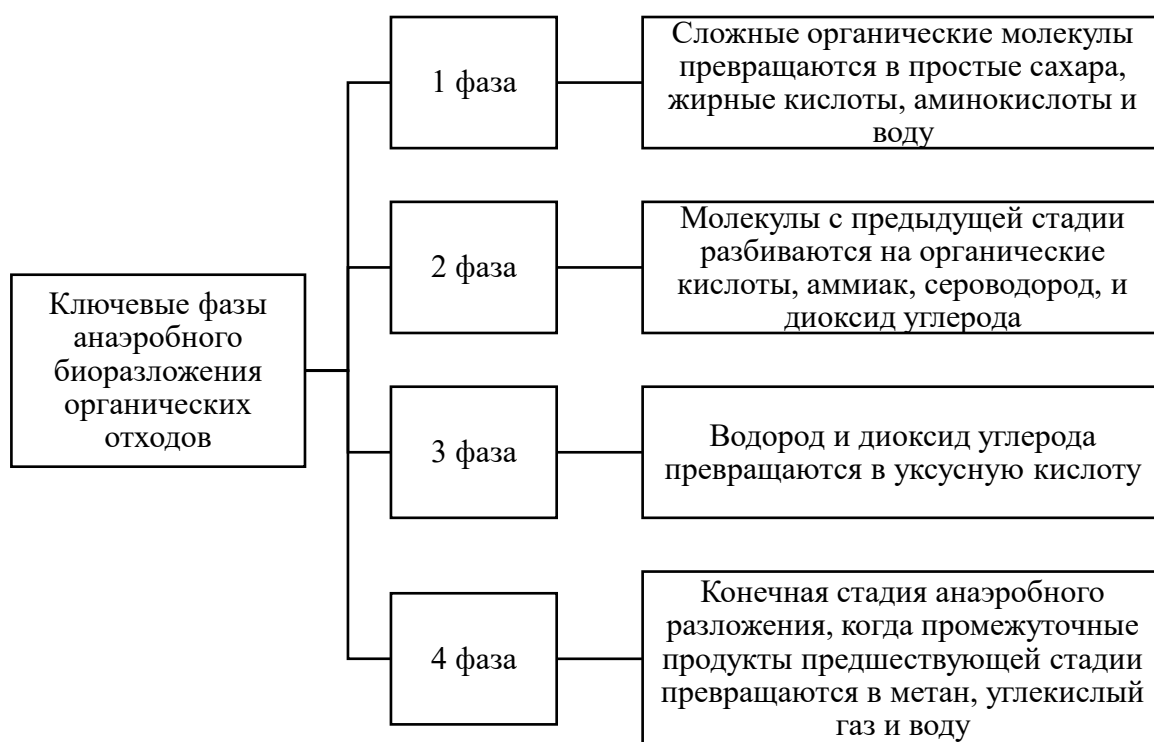 Ключевые фазы
анаэробного
биоразложения
органических
отходов
1 фаза
Сложные органические молекулы
превращаются в простые сахара,
жирные кислоты, аминокислоты и
воду
2 фаза
Молекулы с предыдущей стадии
разбиваются на органические
кислоты, аммиак, сероводород, и
диоксид углерода
3 фаза
Водород и диоксид углерода
превращаются в уксусную кислоту
4 фаза
Конечная стадия анаэробного
разложения, когда промежуточные
продукты предшествующей стадии
превращаются в метан, углекислый
газ и воду